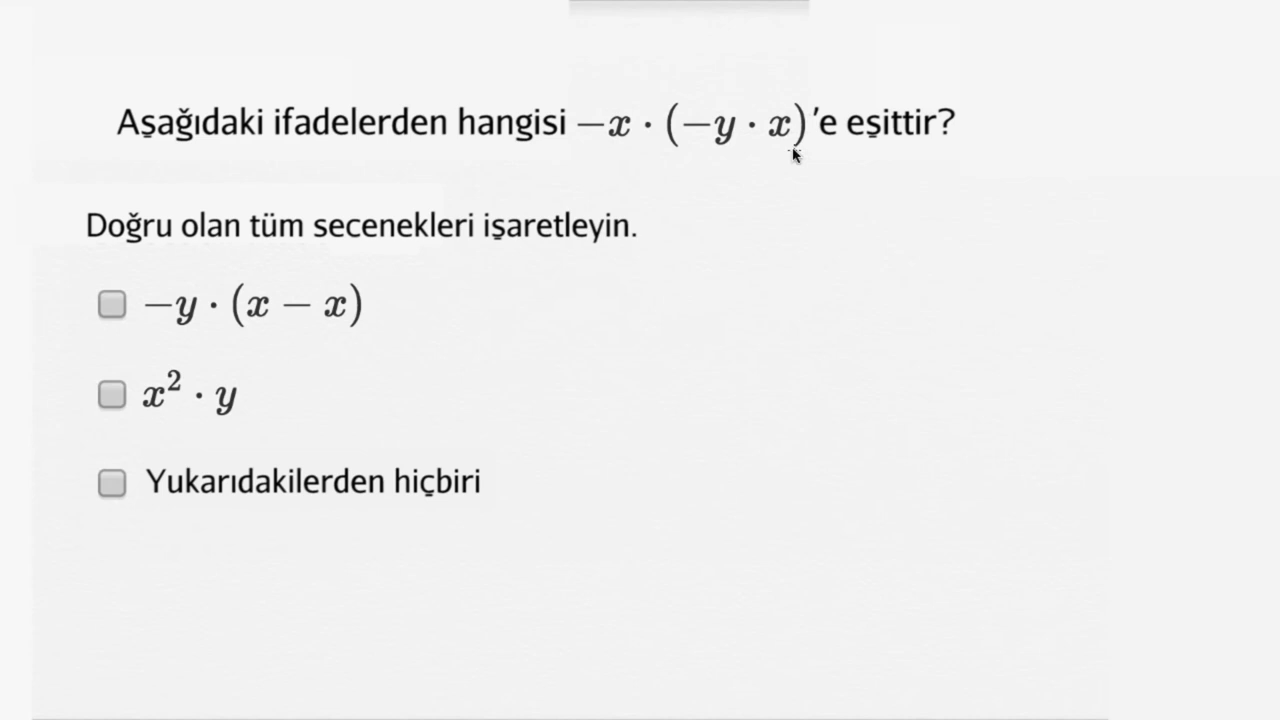 Aşağıdaki ifadelerden hangisi −x · (−y · x)'e eşittir?
Doğru olan tüm secenekleri işaretleyin.
−y · (x − x)
x² · y
Yukarıdakilerden hiçbiri